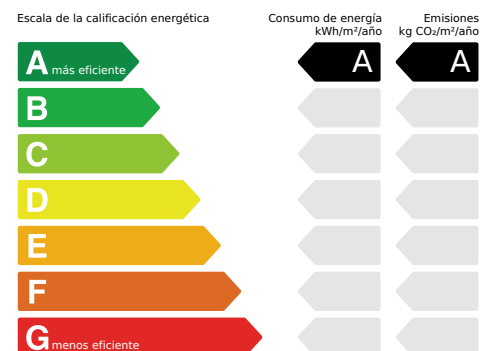 Escala de la calificación energética
Consumo de energía
kWh/m²/año
Emisiones
kg CO₂/m²/año
A más eficiente
A
A
B
C
D
E
F
G menos eficiente